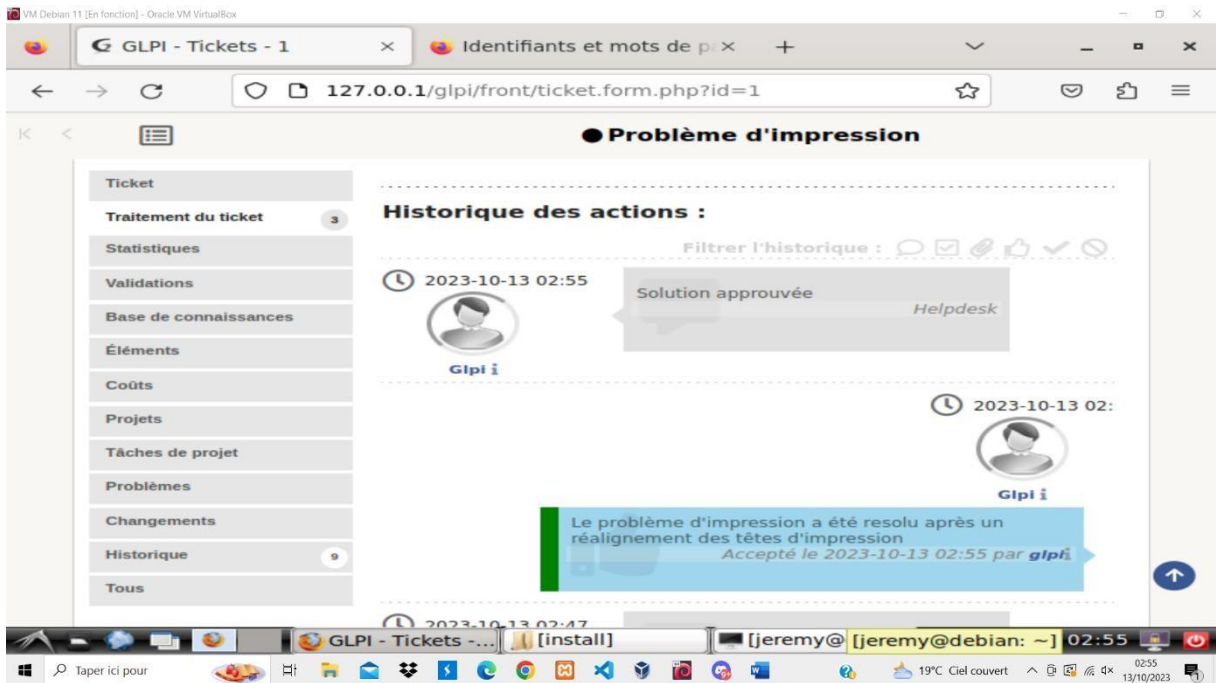 VM Debian 11 [En fonction] - Oracle VM VirtualBox
GLPI - Tickets - 1
Identifiants et mots de p
127.0.0.1/glpi/front/ticket.form.php?id=1
Problème d'impression
Ticket
Traitement du ticket 3
Statistiques
Validations
Base de connaissances
Éléments
Coûts
Projets
Tâches de projet
Problèmes
Changements
Historique 9
Tous
Historique des actions :
Filtrer l'historique :
2023-10-13 02:55
Solution approuvée
Helpdesk
Glpi
2023-10-13 02:
Glpi
Le problème d'impression a été resolu après un
réalignement des têtes d'impression
Accepté le 2023-10-13 02:55 par glpi
2023-10-13 02:47
GLPI - Tickets -... [install] [jeremy@ [jeremy@debian: ~] 02:55
Taper ici pour 19°C Ciel couvert 02:55
13/10/2023